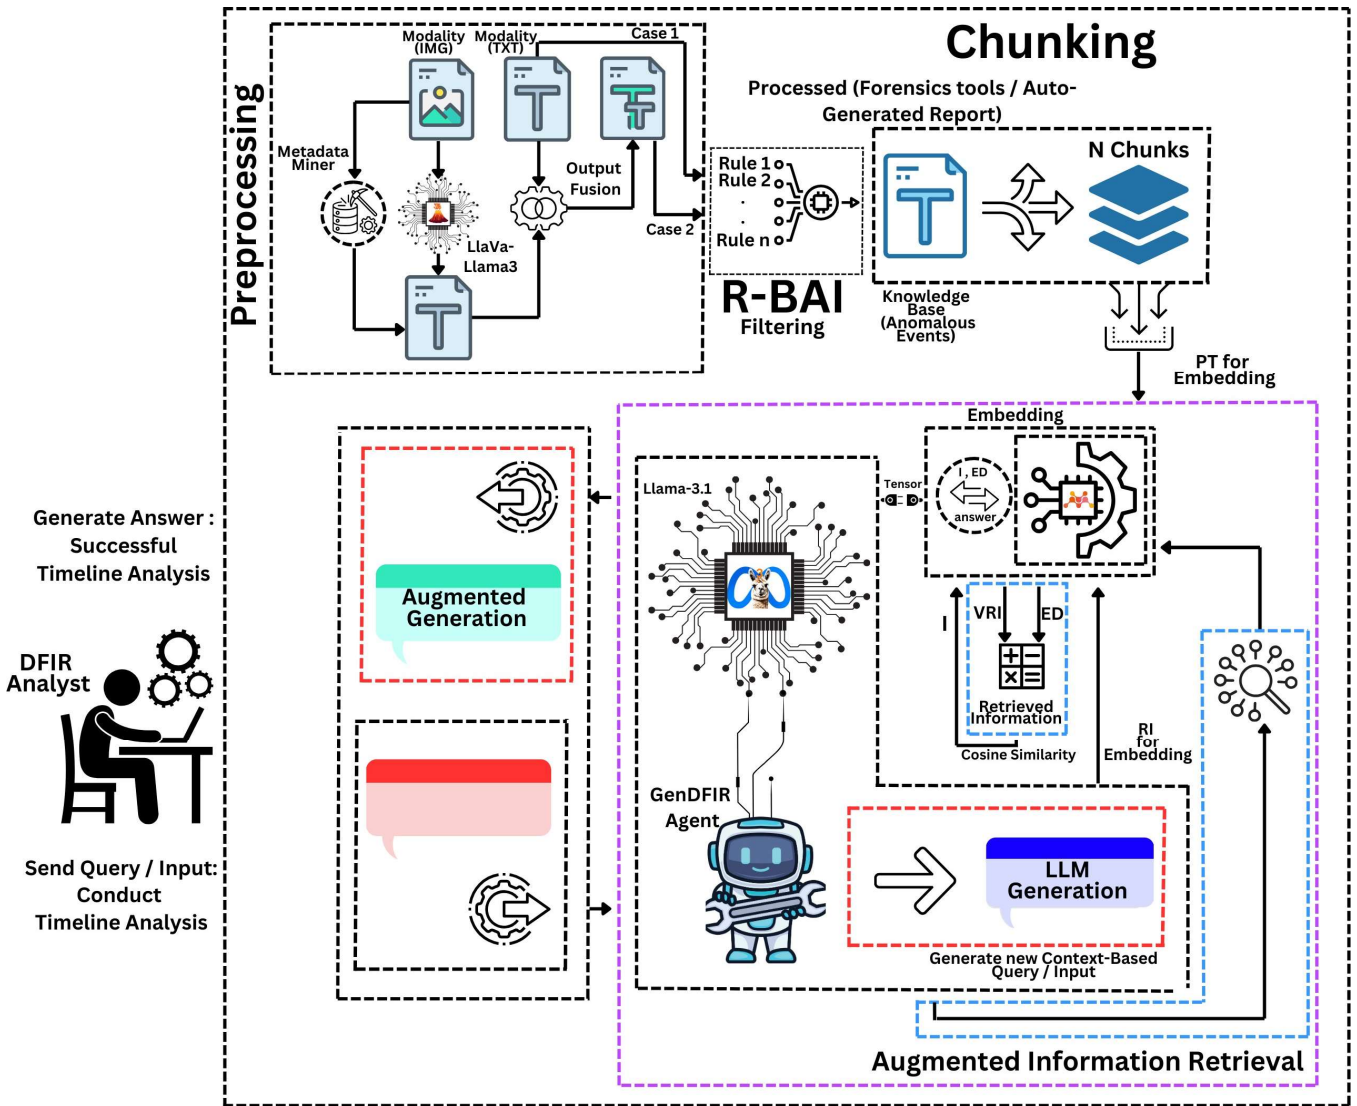 Preprocessing
Modality
(IMG)
Modality
(TXT)
Case 1
Metadata
Miner
LlaVa-
Llama3
Output
Fusion
Case 2
Chunking
Processed (Forensics tools / Auto-
Generated Report)
Rule 1
Rule 2
.
.
Rule n
R-BAI
Filtering
N Chunks
Knowledge
Base
(Anomalous
Events)
PT for
Embedding
Embedding
Llama-3.1
Tensor
I , ED
answer
I
VRI
ED
Retrieved
Information
Cosine Similarity
RI
for
Embedding
Generate Answer :
Successful
Timeline Analysis
Augmented
Generation
DFIR
Analyst
Send Query / Input:
Conduct
Timeline Analysis
GenDFIR
Agent
LLM
Generation
Generate new Context-Based
Query / Input
Augmented Information Retrieval